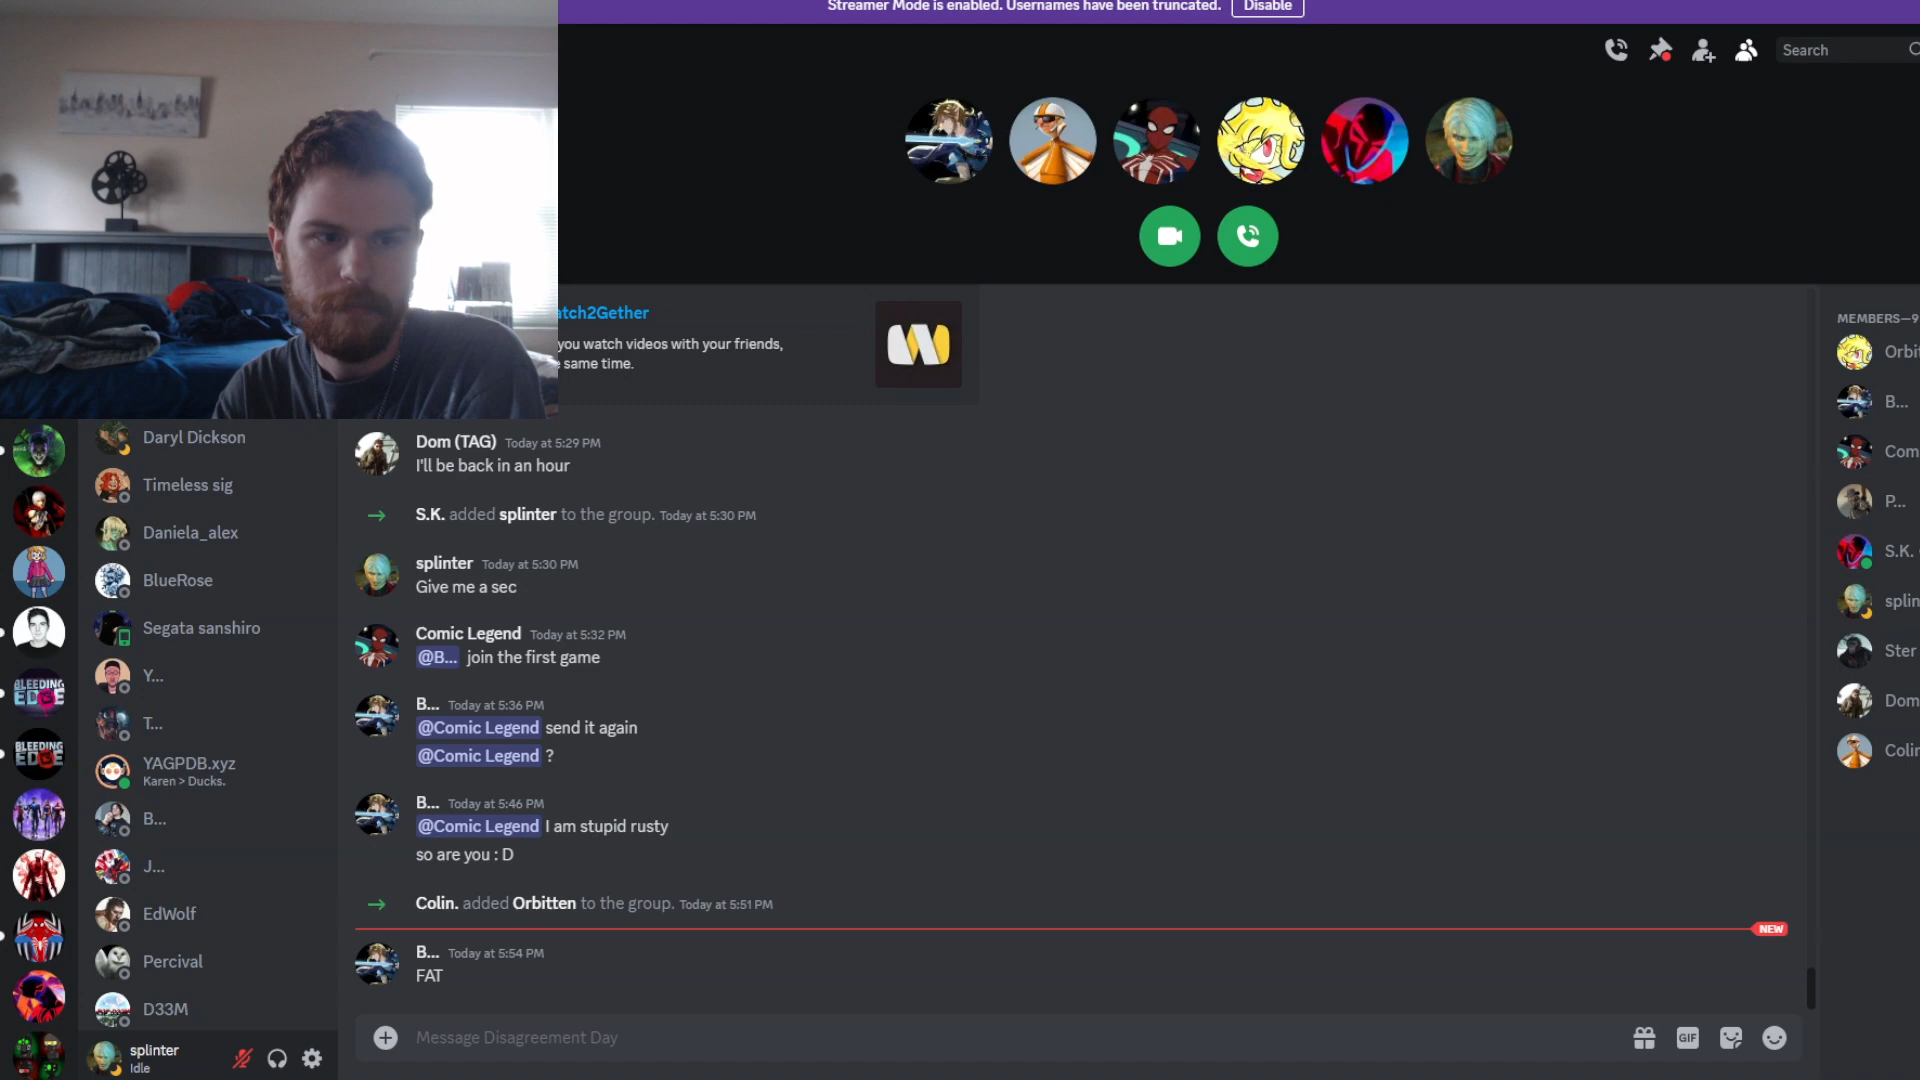 Streamer Mode is enabled. Usernames have been truncated. Disable
Search
atch2Gether
you watch videos with your friends,
same time.
MEMBERS—9
Orbit
B...
Com
P...
S.K.
splin
Ster
Dom
Colin
Daryl Dickson
Timeless sig
Daniela_alex
BlueRose
Segata sanshiro
Y...
T...
YAGPDB.xyz
Karen > Ducks.
B...
J...
EdWolf
Percival
D33M
BLEEDING
EDGE
BLEEDING
EDGE
splinter
Idle
Dom (TAG) Today at 5:29 PM
I'll be back in an hour
S.K. added splinter to the group. Today at 5:30 PM
splinter Today at 5:30 PM
Give me a sec
Comic Legend Today at 5:32 PM
@B... join the first game
B... Today at 5:36 PM
@Comic Legend send it again
@Comic Legend ?
B... Today at 5:46 PM
@Comic Legend I am stupid rusty
so are you : D
Colin. added Orbitten to the group. Today at 5:51 PM
NEW
B... Today at 5:54 PM
FAT
Message Disagreement Day
GIF